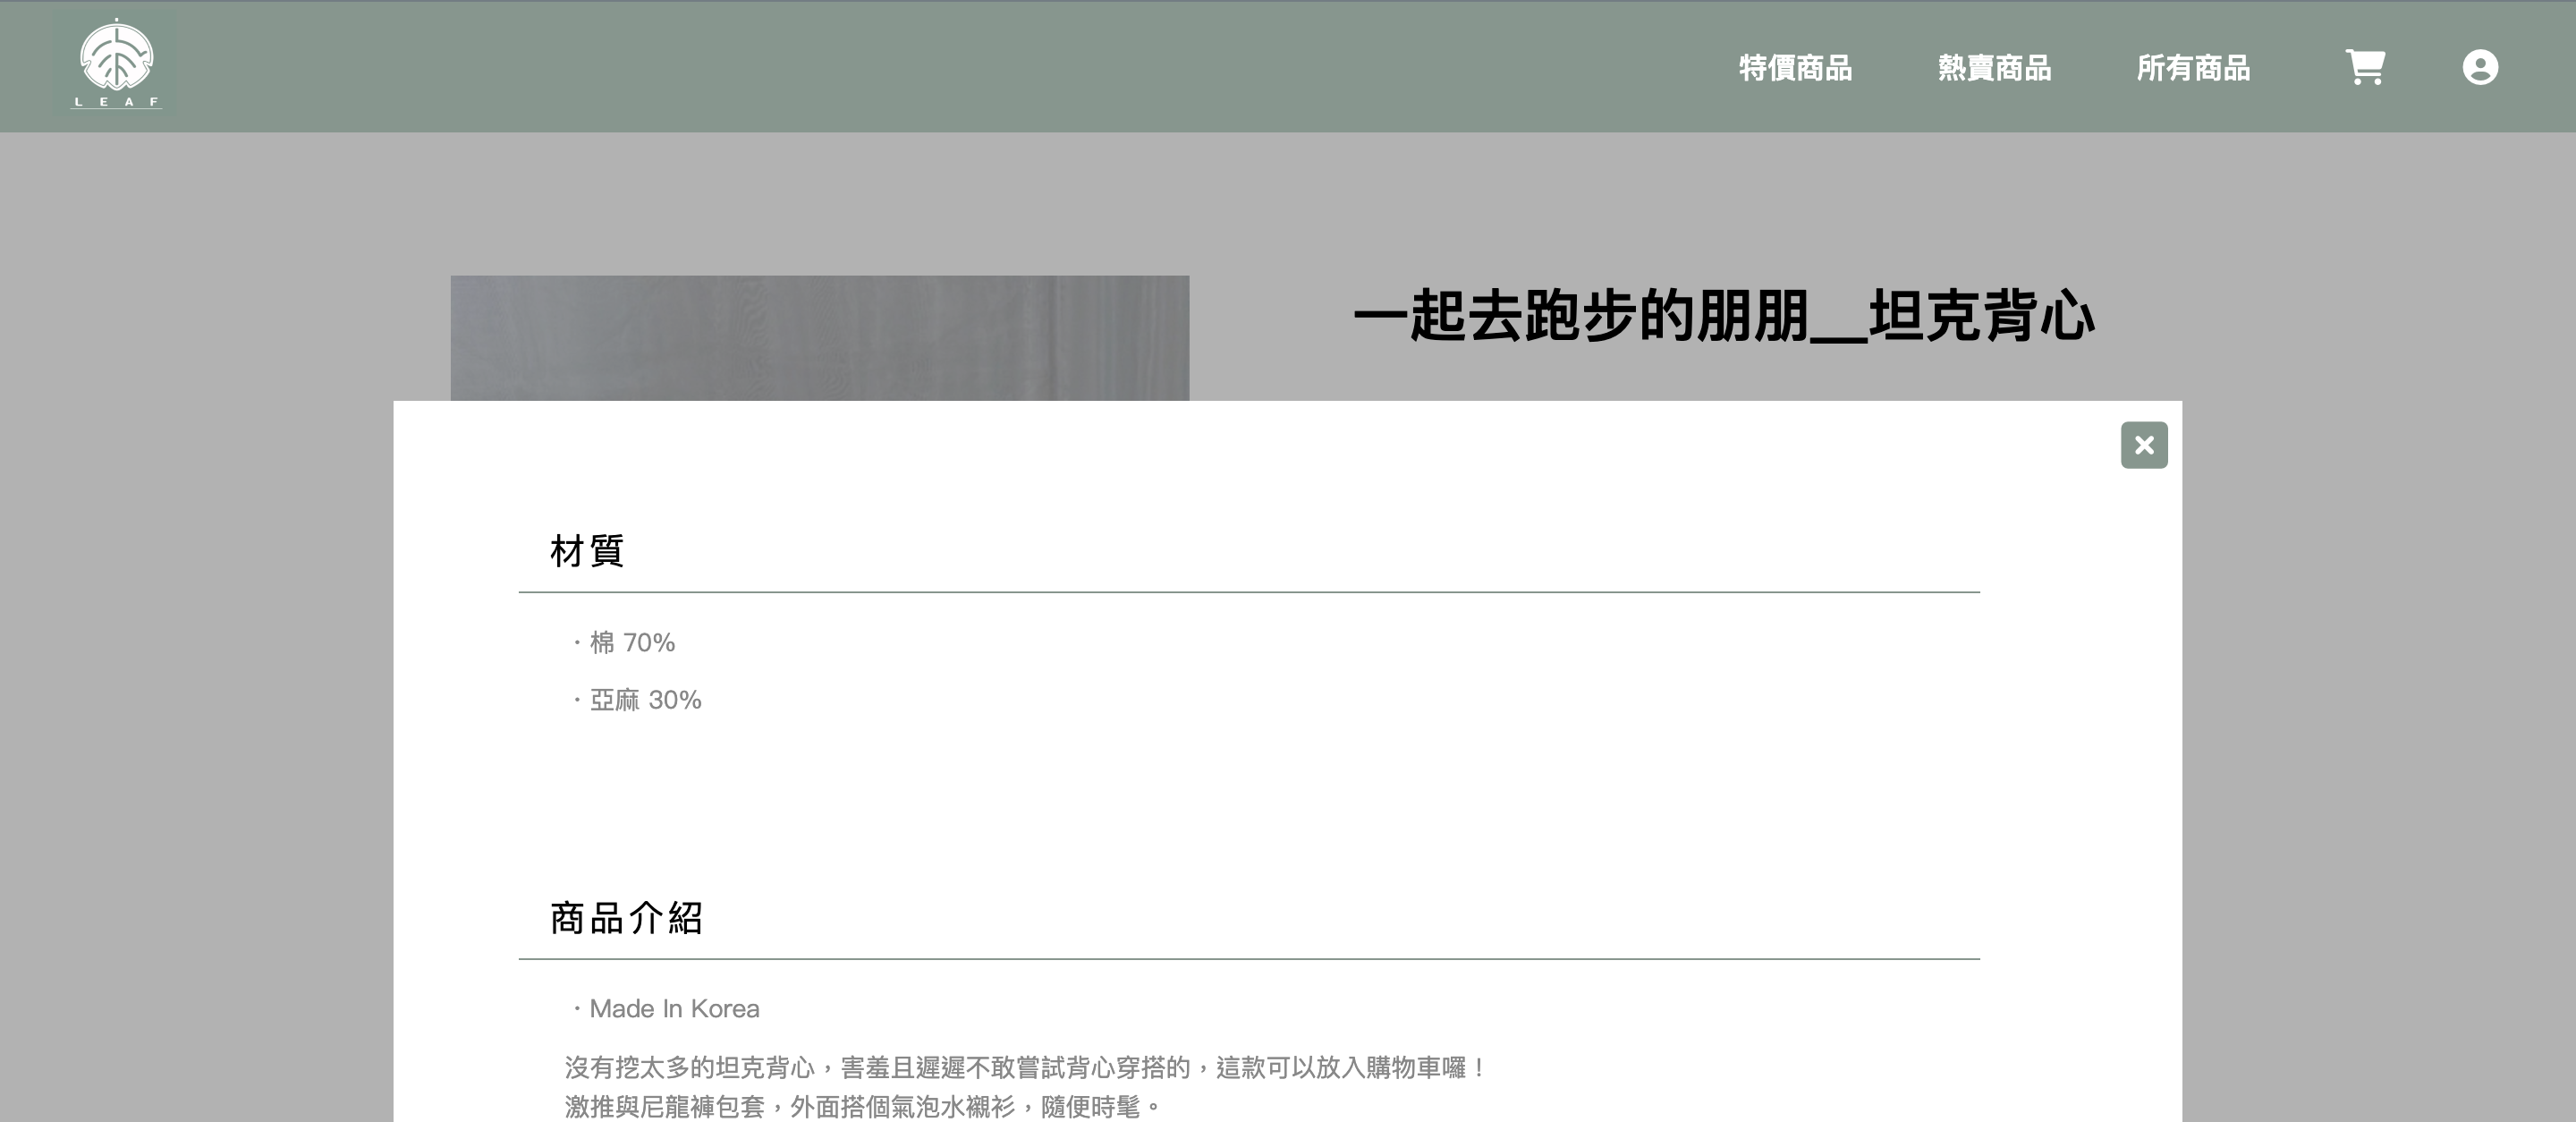 LEAF
特價商品
熱賣商品
所有商品
一起去跑步的朋朋__坦克背心
材質
・棉 70%
・亞麻 30%
商品介紹
・Made In Korea
沒有挖太多的坦克背心，害羞且遲遲不敢嘗試背心穿搭的，這款可以放入購物車囉！
激推與尼龍褲包套，外面搭個氣泡水襯衫，隨便時髦。